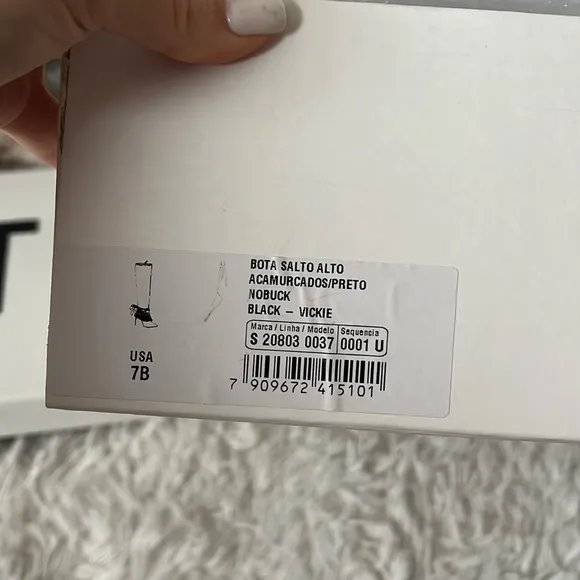 BOTA SALTO ALTO
ACAMURCADOS/PRETO
NOBUCK
BLACK – VICKIE
Marca / Linha / Modelo Sequencia
S 20803 0037 0001 U
USA
7B
7 909672 415101
T